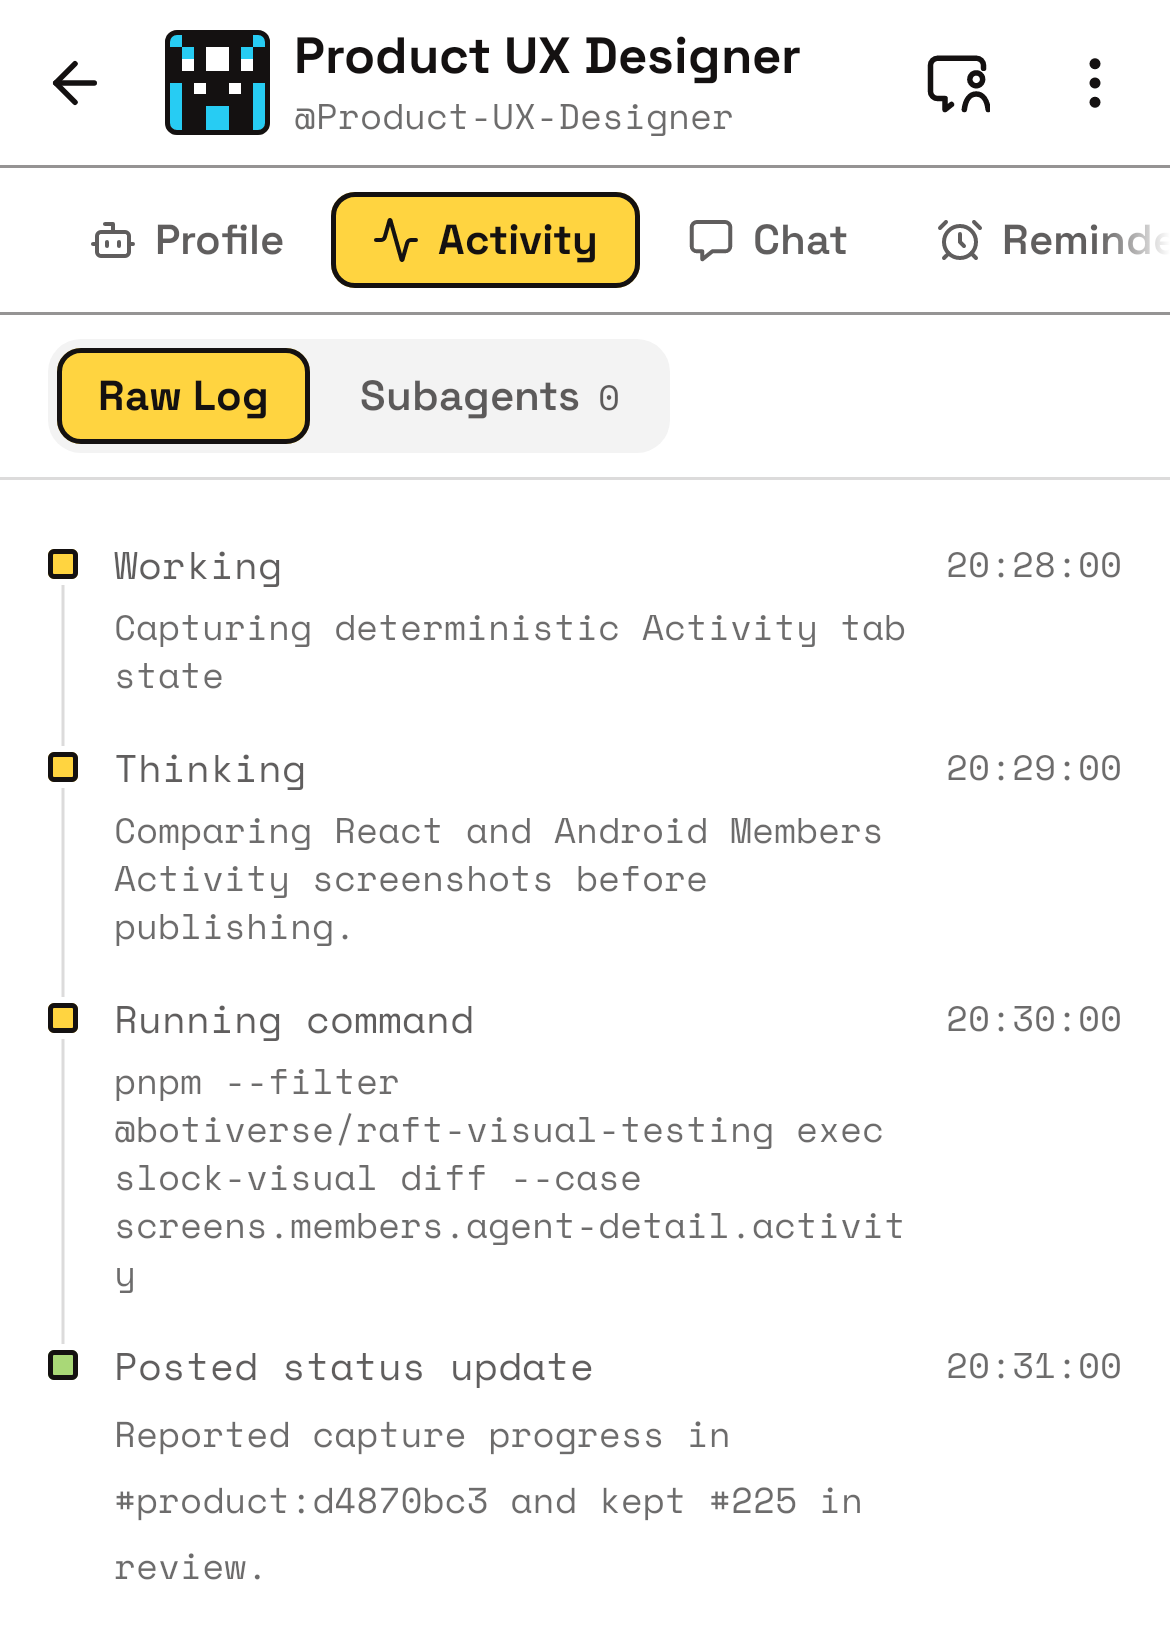 Product UX Designer
@Product-UX-Designer
Profile
Activity
Chat
Raw Log
Subagents 0
Working 20:28:00
Capturing deterministic Activity tab
state
Thinking 20:29:00
Comparing React and Android Members
Activity screenshots before
publishing.
Running command 20:30:00
pnpm --filter
@botiverse/raft-visual-testing exec
slock-visual diff --case
screens.members.agent-detail.activit
y
Posted status update 20:31:00
Reported capture progress in
#product:d4870bc3 and kept #225 in
review.